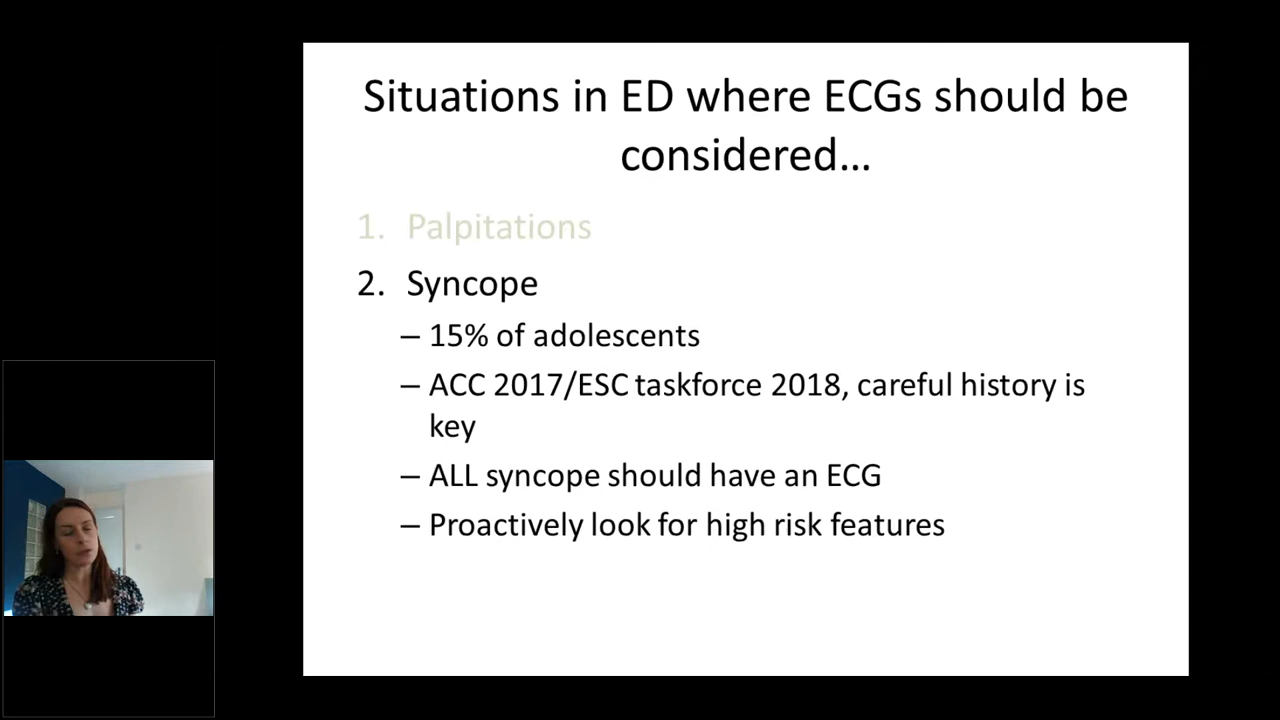 Situations in ED where ECGs should be
considered...
1. Palpitations
2. Syncope
– 15% of adolescents
– ACC 2017/ESC taskforce 2018, careful history is
key
– ALL syncope should have an ECG
– Proactively look for high risk features